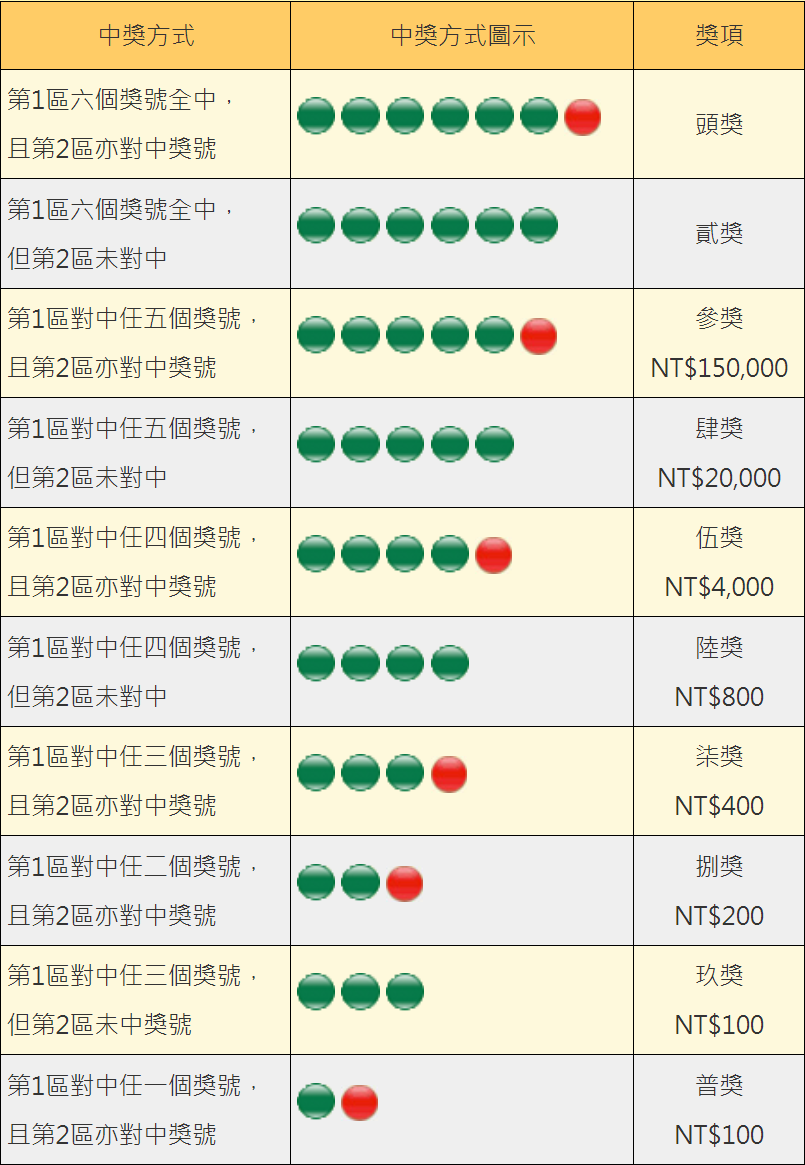 中獎方式
中獎方式圖示
獎項
第1區六個獎號全中，
且第2區亦對中獎號
頭獎
第1區六個獎號全中，
但第2區未對中
貳獎
第1區對中任五個獎號，
且第2區亦對中獎號
參獎
NT$150,000
第1區對中任五個獎號，
但第2區未對中
肆獎
NT$20,000
第1區對中任四個獎號，
且第2區亦對中獎號
伍獎
NT$4,000
第1區對中任四個獎號，
但第2區未對中
陸獎
NT$800
第1區對中任三個獎號，
且第2區亦對中獎號
柒獎
NT$400
第1區對中任二個獎號，
且第2區亦對中獎號
捌獎
NT$200
第1區對中任三個獎號，
但第2區未中獎號
玖獎
NT$100
第1區對中任一個獎號，
且第2區亦對中獎號
普獎
NT$100